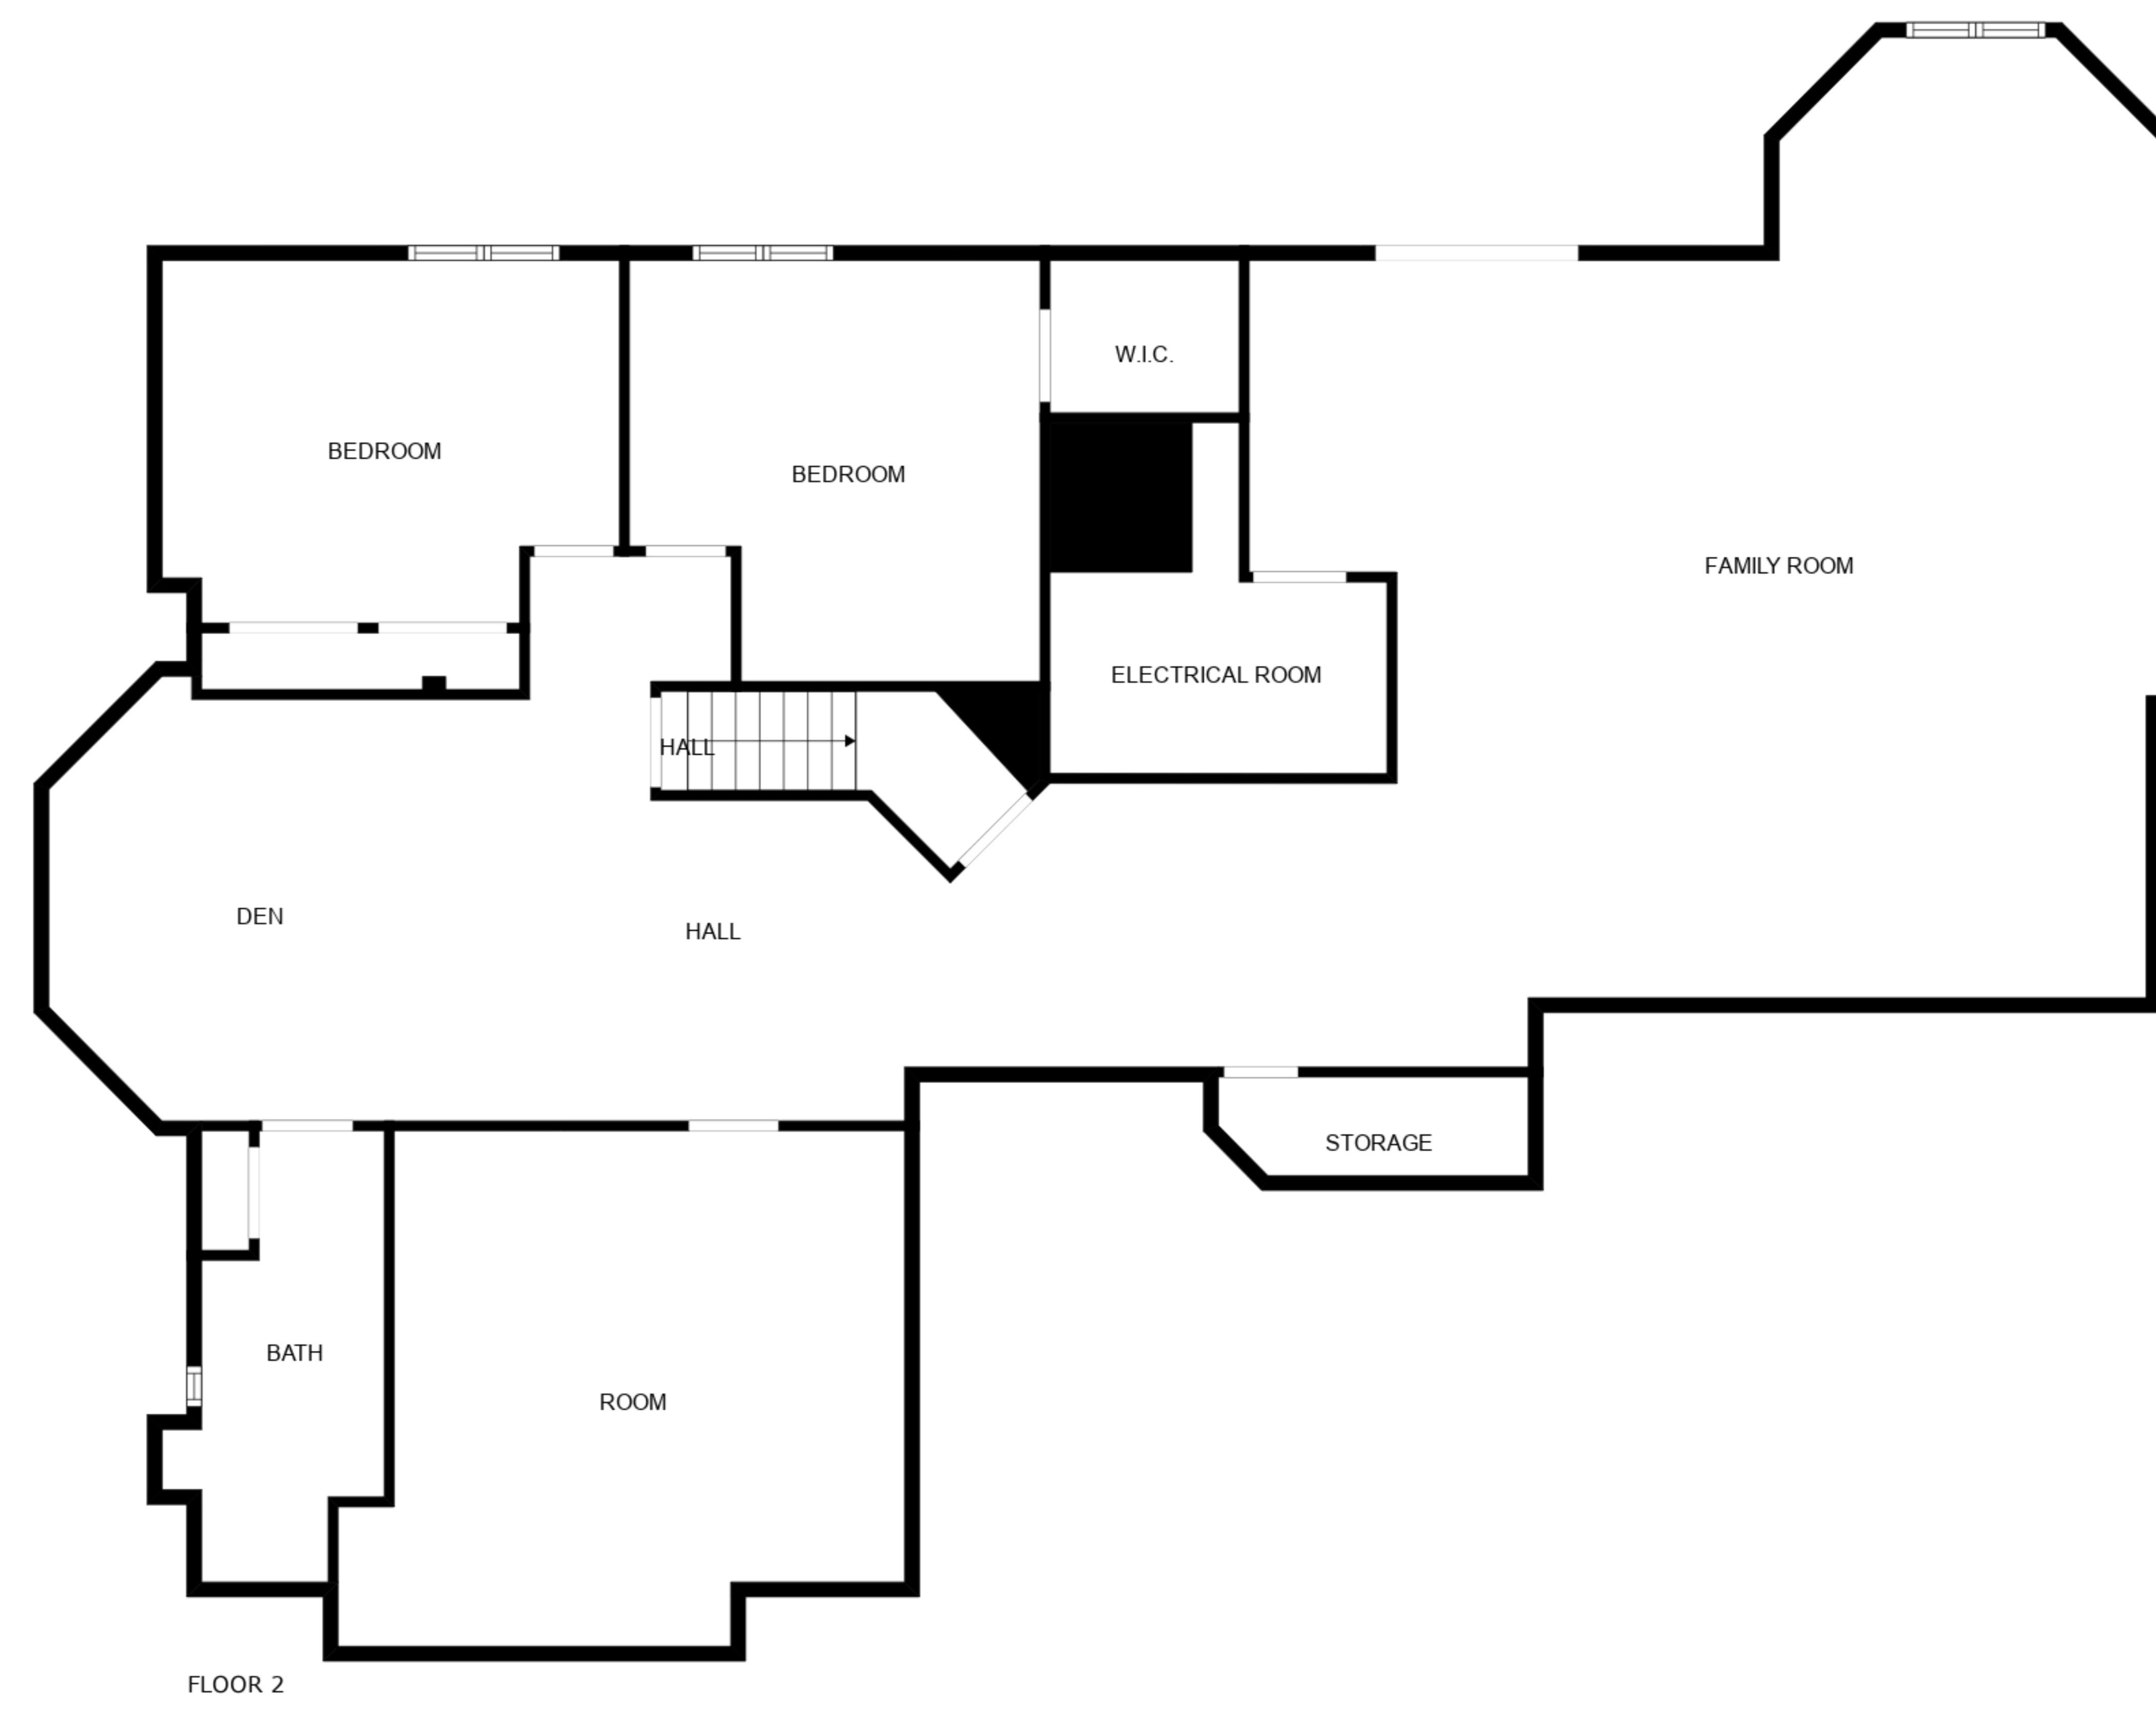 W.I.C.
BEDROOM
BEDROOM
FAMILY ROOM
ELECTRICAL ROOM
HALL
DEN
HALL
STORAGE
BATH
ROOM
FLOOR 2